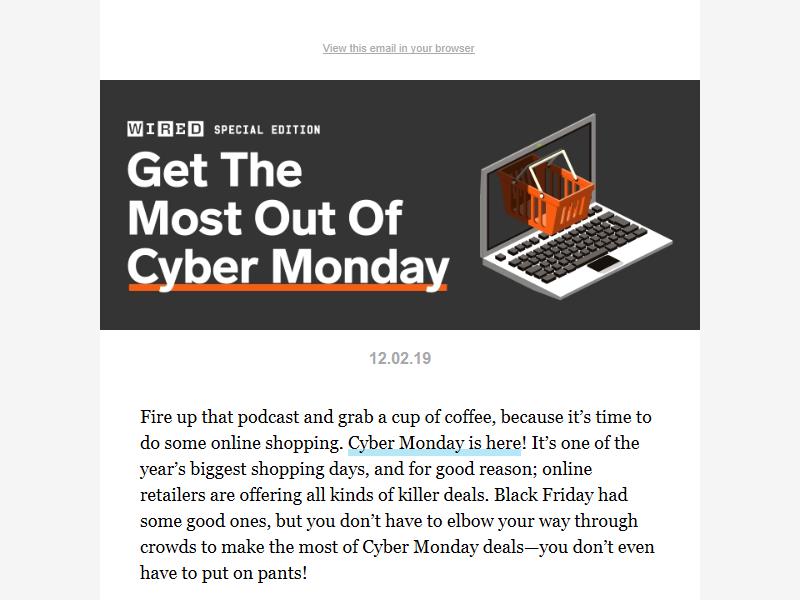 View this email in your browser
WIRED SPECIAL EDITION
Get The
Most Out Of
Cyber Monday
12.02.19
Fire up that podcast and grab a cup of coffee, because it’s time to
do some online shopping. Cyber Monday is here! It’s one of the
year’s biggest shopping days, and for good reason; online
retailers are offering all kinds of killer deals. Black Friday had
some good ones, but you don’t have to elbow your way through
crowds to make the most of Cyber Monday deals—you don’t even
have to put on pants!